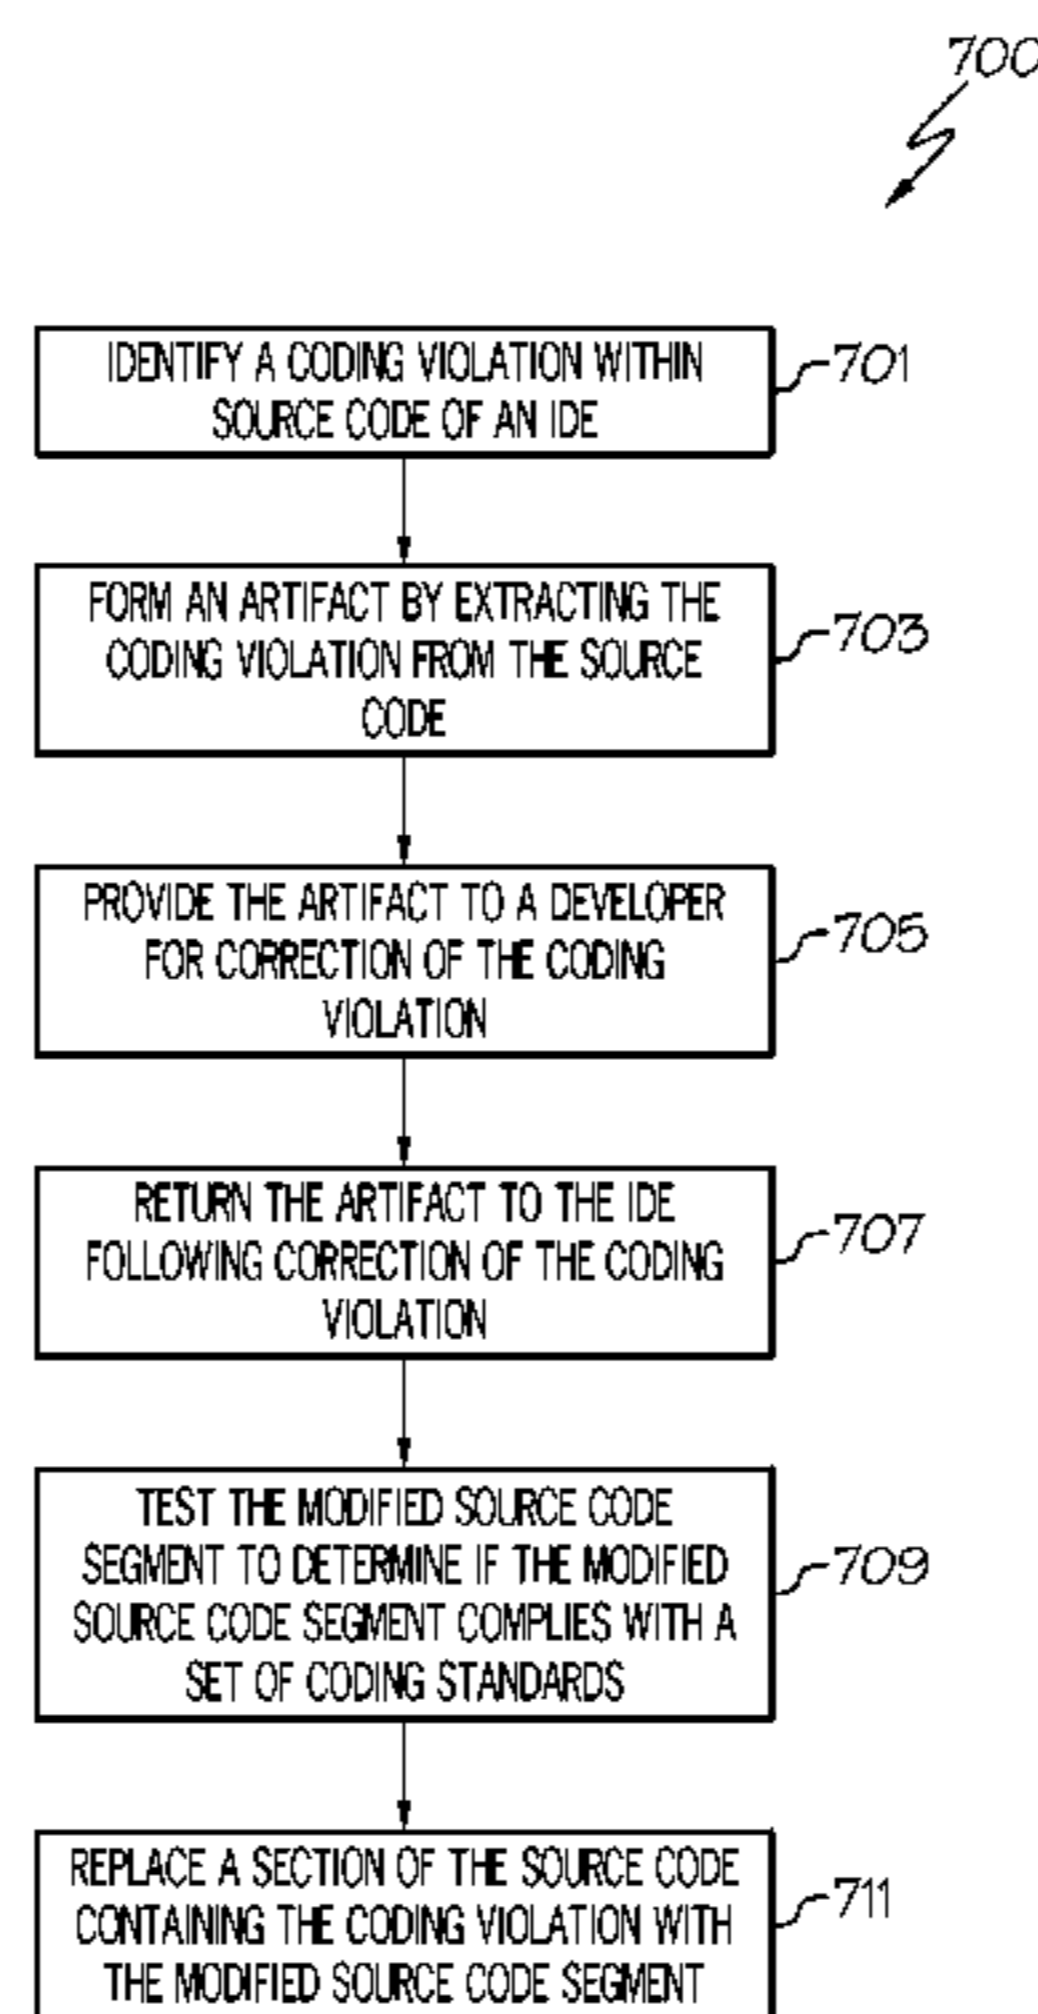 700
IDENTIFY A CODING VIOLATION WITHIN
SOURCE CODE OF AN IDE
701
FORM AN ARTIFACT BY EXTRACTING THE
CODING VIOLATION FROM THE SOURCE
CODE
703
PROVIDE THE ARTIFACT TO A DEVELOPER
FOR CORRECTION OF THE CODING
VIOLATION
705
RETURN THE ARTIFACT TO THE IDE
FOLLOWING CORRECTION OF THE CODING
VIOLATION
707
TEST THE MODIFIED SOURCE CODE
SEGMENT TO DETERMINE IF THE MODIFIED
SOURCE CODE SEGMENT COMPLIES WITH A
SET OF CODING STANDARDS
709
REPLACE A SECTION OF THE SOURCE CODE
CONTAINING THE CODING VIOLATION WITH
THE MODIFIED SOURCE CODE SEGMENT
711